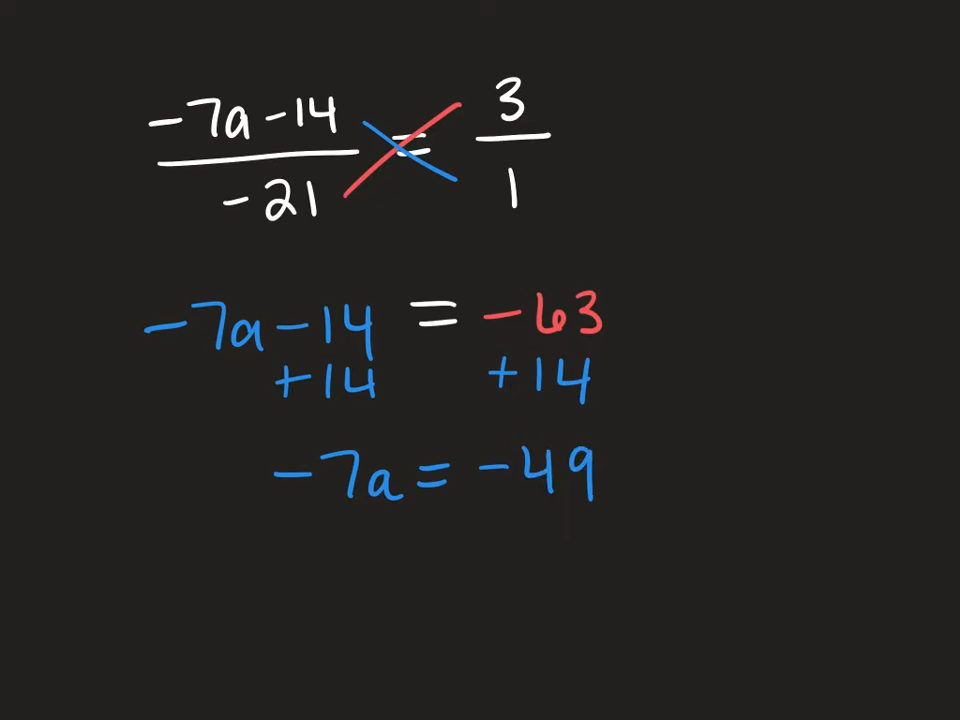 -7a-14 = 3
-21 1
-7a-14 = -63
+14 +14
-7a = -49